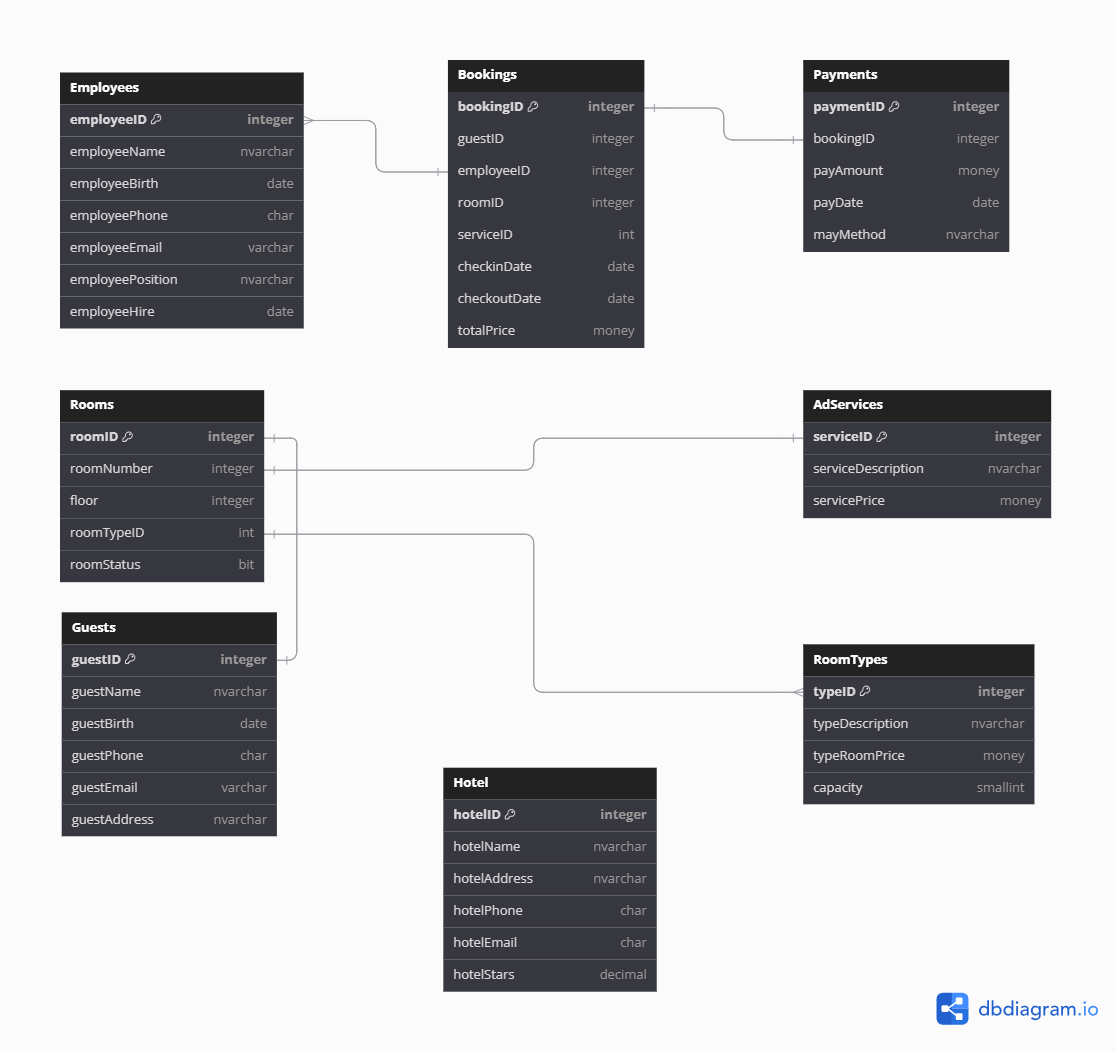 Employees
employeeID integer
employeeName nvarchar
employeeBirth date
employeePhone char
employeeEmail varchar
employeePosition nvarchar
employeeHire date
Bookings
bookingID integer
guestID integer
employeeID integer
roomID integer
serviceID int
checkinDate date
checkoutDate date
totalPrice money
Payments
paymentID integer
bookingID integer
payAmount money
payDate date
mayMethod nvarchar
Rooms
roomID integer
roomNumber integer
floor integer
roomTypeID int
roomStatus bit
AdServices
serviceID integer
serviceDescription nvarchar
servicePrice money
Guests
guestID integer
guestName nvarchar
guestBirth date
guestPhone char
guestEmail varchar
guestAddress nvarchar
RoomTypes
typeID integer
typeDescription nvarchar
typeRoomPrice money
capacity smallint
Hotel
hotelID integer
hotelName nvarchar
hotelAddress nvarchar
hotelPhone char
hotelEmail char
hotelStars decimal
dbdiagram.io